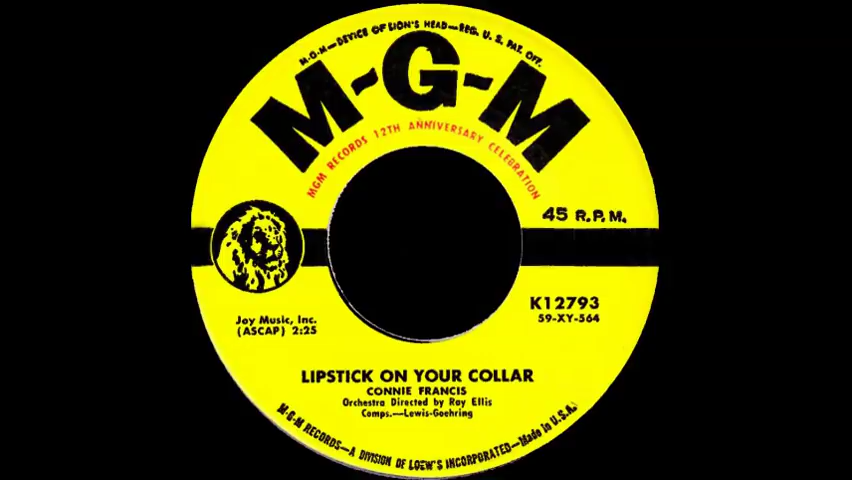 M-G-M—DEVICE OF LION'S HEAD—REG. U. S. PAT. OFF.
M-G-M
MGM RECORDS 12TH ANNIVERSARY CELEBRATION
45 R.P.M.
K12793
59-XY-564
Joy Music, Inc.
(ASCAP) 2:25
LIPSTICK ON YOUR COLLAR
CONNIE FRANCIS
Orchestra Directed by Ray Ellis
Comps.—Lewis-Goehring
M-G-M RECORDS—A DIVISION OF LOEW'S INCORPORATED—Made in U.S.A.